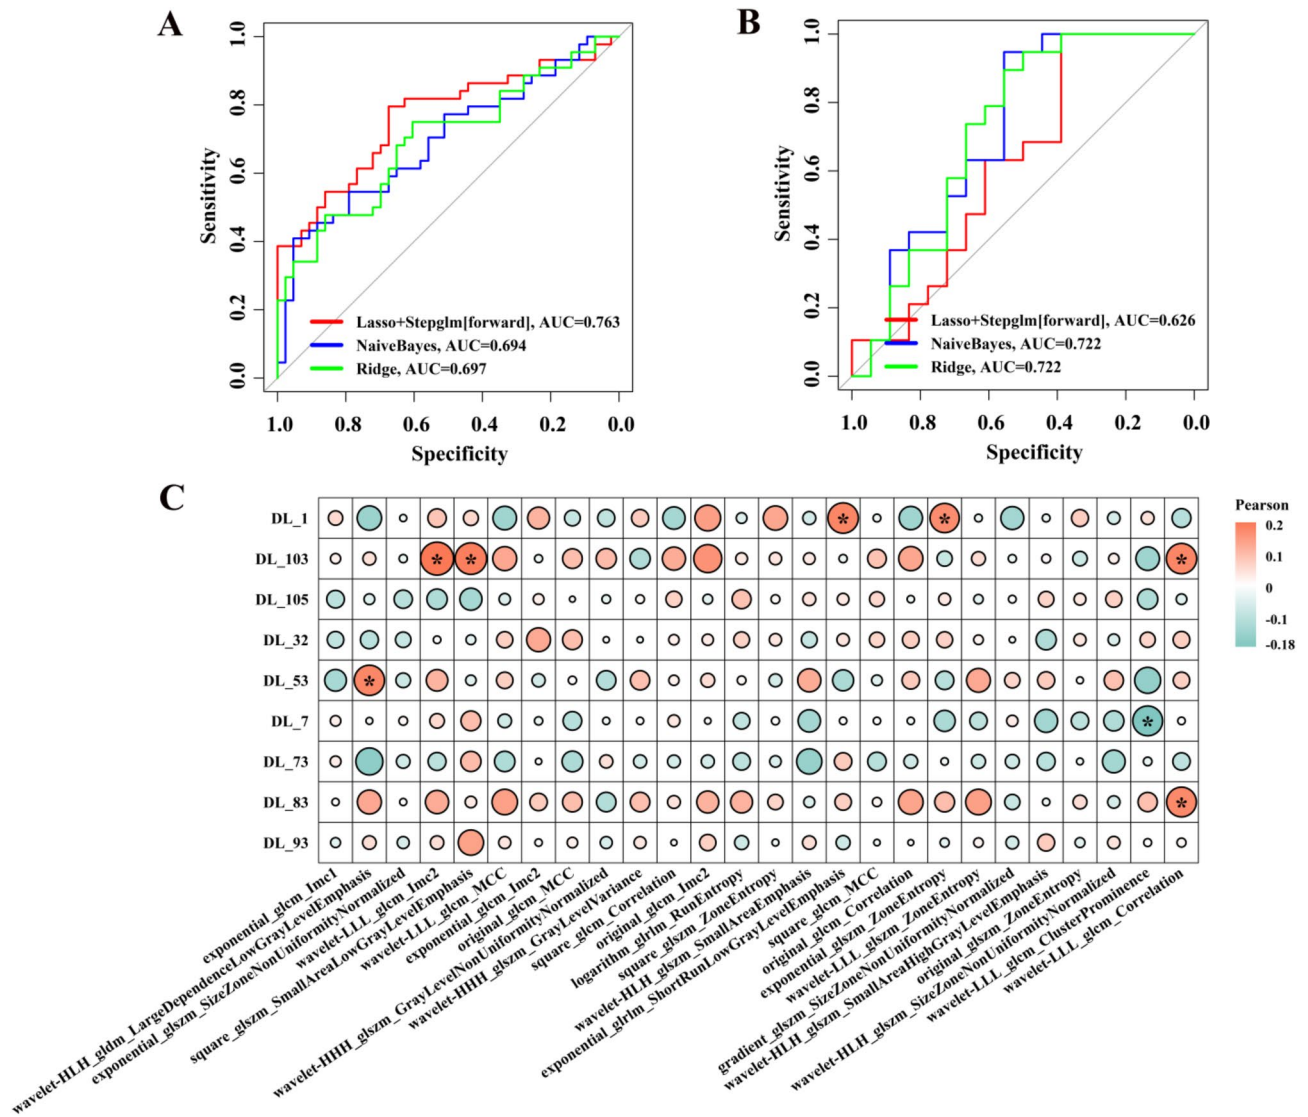 A
Sensitivity
1.0
0.8
0.6
0.4
0.2
0.0
Lasso+Stepglm[forward], AUC=0.763
NaiveBayes, AUC=0.694
Ridge, AUC=0.697
1.0 0.8 0.6 0.4 0.2 0.0
Specificity
B
Sensitivity
1.0
0.8
0.6
0.4
0.2
0.0
Lasso+Stepglm[forward], AUC=0.626
NaiveBayes, AUC=0.722
Ridge, AUC=0.722
1.0 0.8 0.6 0.4 0.2 0.0
Specificity
C
DL_1 * *
DL_103 * * *
DL_105
DL_32
DL_53 *
DL_7 *
DL_73
DL_83 *
DL_93
Pearson
0.2
0.1
0
-0.1
-0.18
exponential_glcm_Imc1
wavelet-HLH_gldm_LargeDependenceLowGrayLevelEmphasis
exponential_glszm_SizeZoneNonUniformityNormalized
wavelet-LLL_glcm_Imc2
square_glszm_SmallAreaLowGrayLevelEmphasis
wavelet-LLL_glcm_MCC
exponential_glcm_Imc2
original_glcm_MCC
wavelet-HHH_glszm_GrayLevelNonUniformityNormalized
wavelet-HHH_glszm_GrayLevelVariance
square_glcm_Correlation
original_glcm_Imc2
logarithm_glrlm_RunEntropy
square_glszm_ZoneEntropy
wavelet-HLH_glszm_SmallAreaEmphasis
exponential_glrlm_ShortRunLowGrayLevelEmphasis
square_glcm_MCC
original_glcm_Correlation
exponential_glszm_ZoneEntropy
wavelet-LLL_glszm_ZoneEntropy
gradient_glszm_SizeZoneNonUniformityNormalized
wavelet-HLH_glszm_SmallAreaHighGrayLevelEmphasis
original_glszm_ZoneEntropy
wavelet-HLH_glszm_SizeZoneNonUniformityNormalized
wavelet-LLL_glcm_ClusterProminence
wavelet-LLL_glcm_Correlation